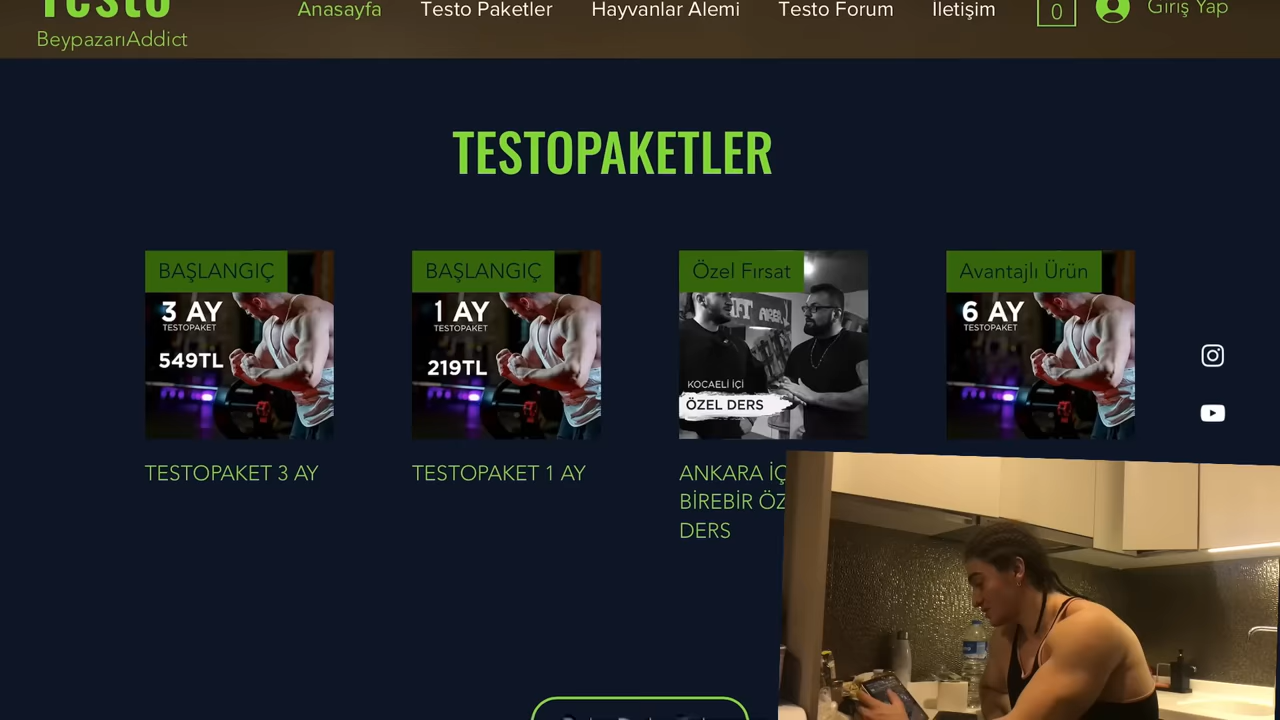 Testo
BeypazarıAddict
Anasayfa
Testo Paketler
Hayvanlar Alemi
Testo Forum
İletişim
0
Giriş Yap
TESTOPAKETLER
BAŞLANGIÇ
3 AY
TESTOPAKET
549TL
TESTOPAKET 3 AY
BAŞLANGIÇ
1 AY
TESTOPAKET
219TL
TESTOPAKET 1 AY
Özel Fırsat
KOCAELİ İÇİ
ÖZEL DERS
ANKARA İÇ
BİREBİR ÖZ
DERS
Avantajlı Ürün
6 AY
TESTOPAKET